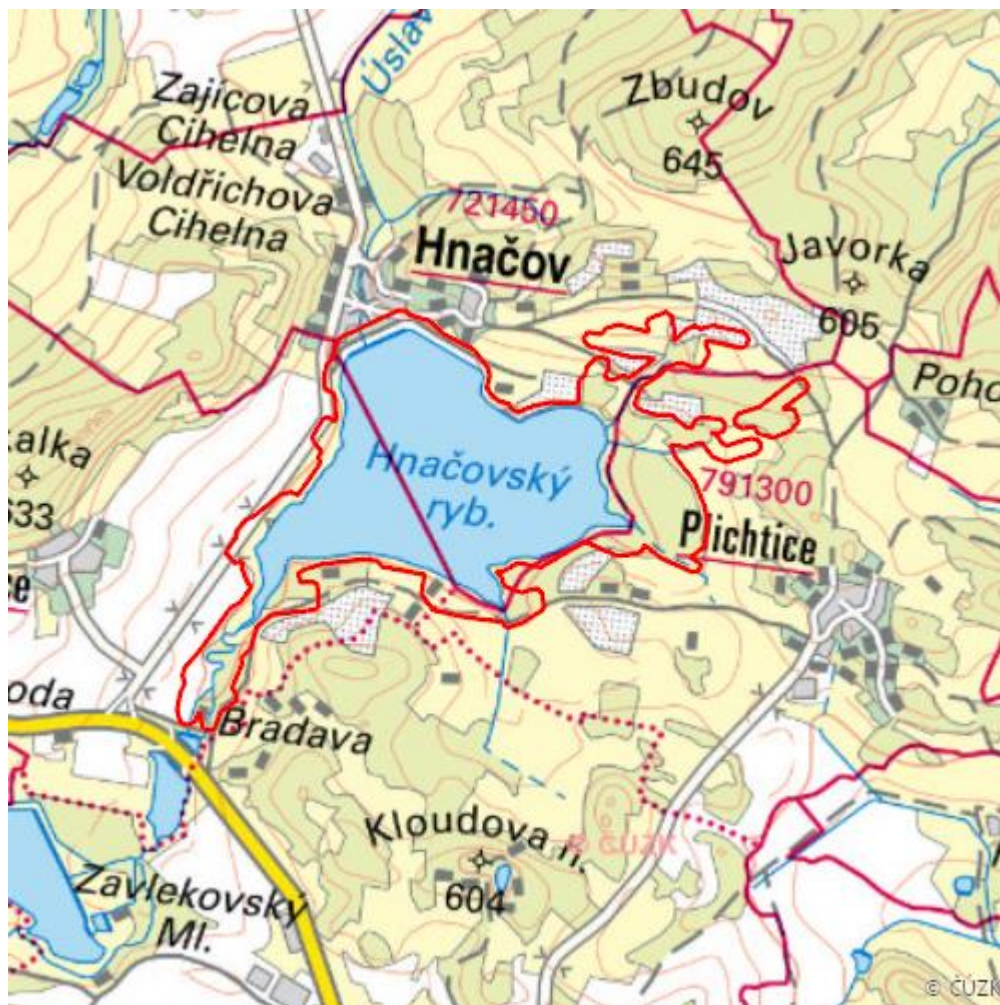 Úslav
Zajícova
Cihelna
Zbudov
645
Voldřichova
Cihelna
721450
Hnačov
Javorka
605
Poho
alka
633
Hnačovský
ryb.
791300
Plichtice
oda
Bradava
Kloudova h.
© ČÚZK
604
Zavlekovský
Ml.
© ČÚZK